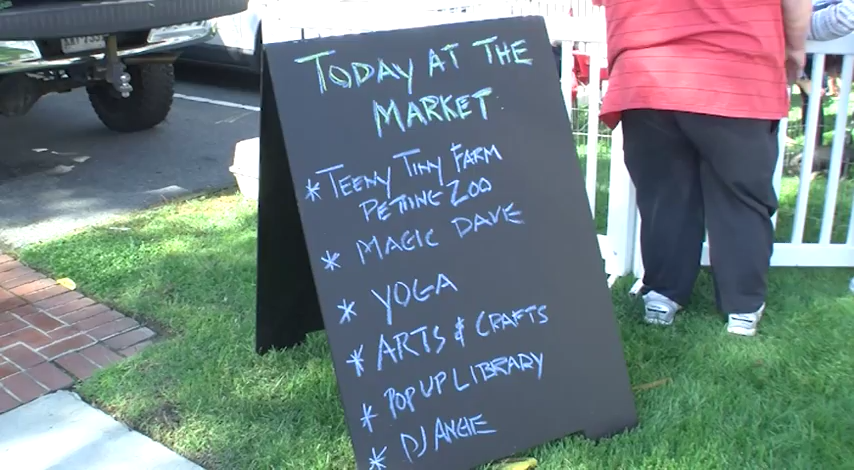 TODAY AT THE
MARKET
* TEENY TINY FARM
PETTING ZOO
* MAGIC DAVE
* YOGA
* ARTS & CRAFTS
* POP UP LIBRARY
* DJ ANGIE